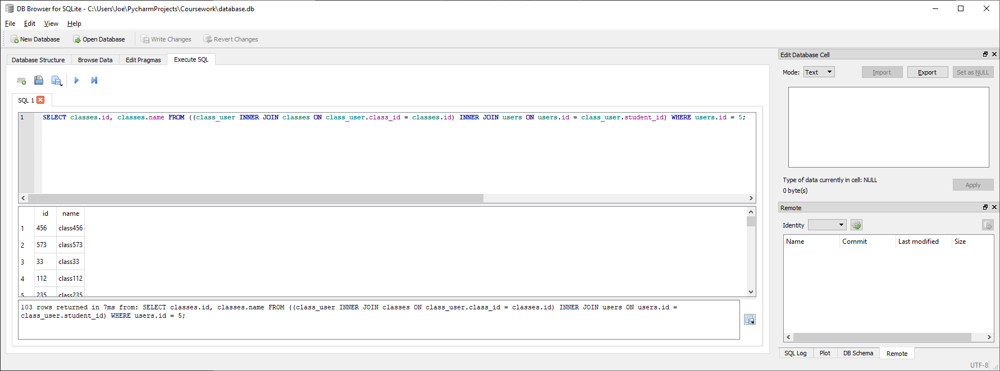 DB Browser for SQLite - C:\Users\Joe\PycharmProjects\Coursework\database.db
File Edit View Help
New Database Open Database Write Changes Revert Changes
Database Structure Browse Data Edit Pragmas Execute SQL
SQL 1
1 SELECT classes.id, classes.name FROM ((class_user INNER JOIN classes ON class_user.class_id = classes.id) INNER JOIN users ON users.id = class_user.student_id) WHERE users.id = 5;
id name
1 456 class456
2 573 class573
3 33 class33
4 112 class112
5 235 class235
103 rows returned in 7ms from: SELECT classes.id, classes.name FROM ((class_user INNER JOIN classes ON class_user.class_id = classes.id) INNER JOIN users ON users.id =
class_user.student_id) WHERE users.id = 5;
Edit Database Cell
Mode: Text Import Export Set as NULL
Type of data currently in cell: NULL
0 byte(s)
Apply
Remote
Identity
Name Commit Last modified Size
SQL Log Plot DB Schema Remote
UTF-8